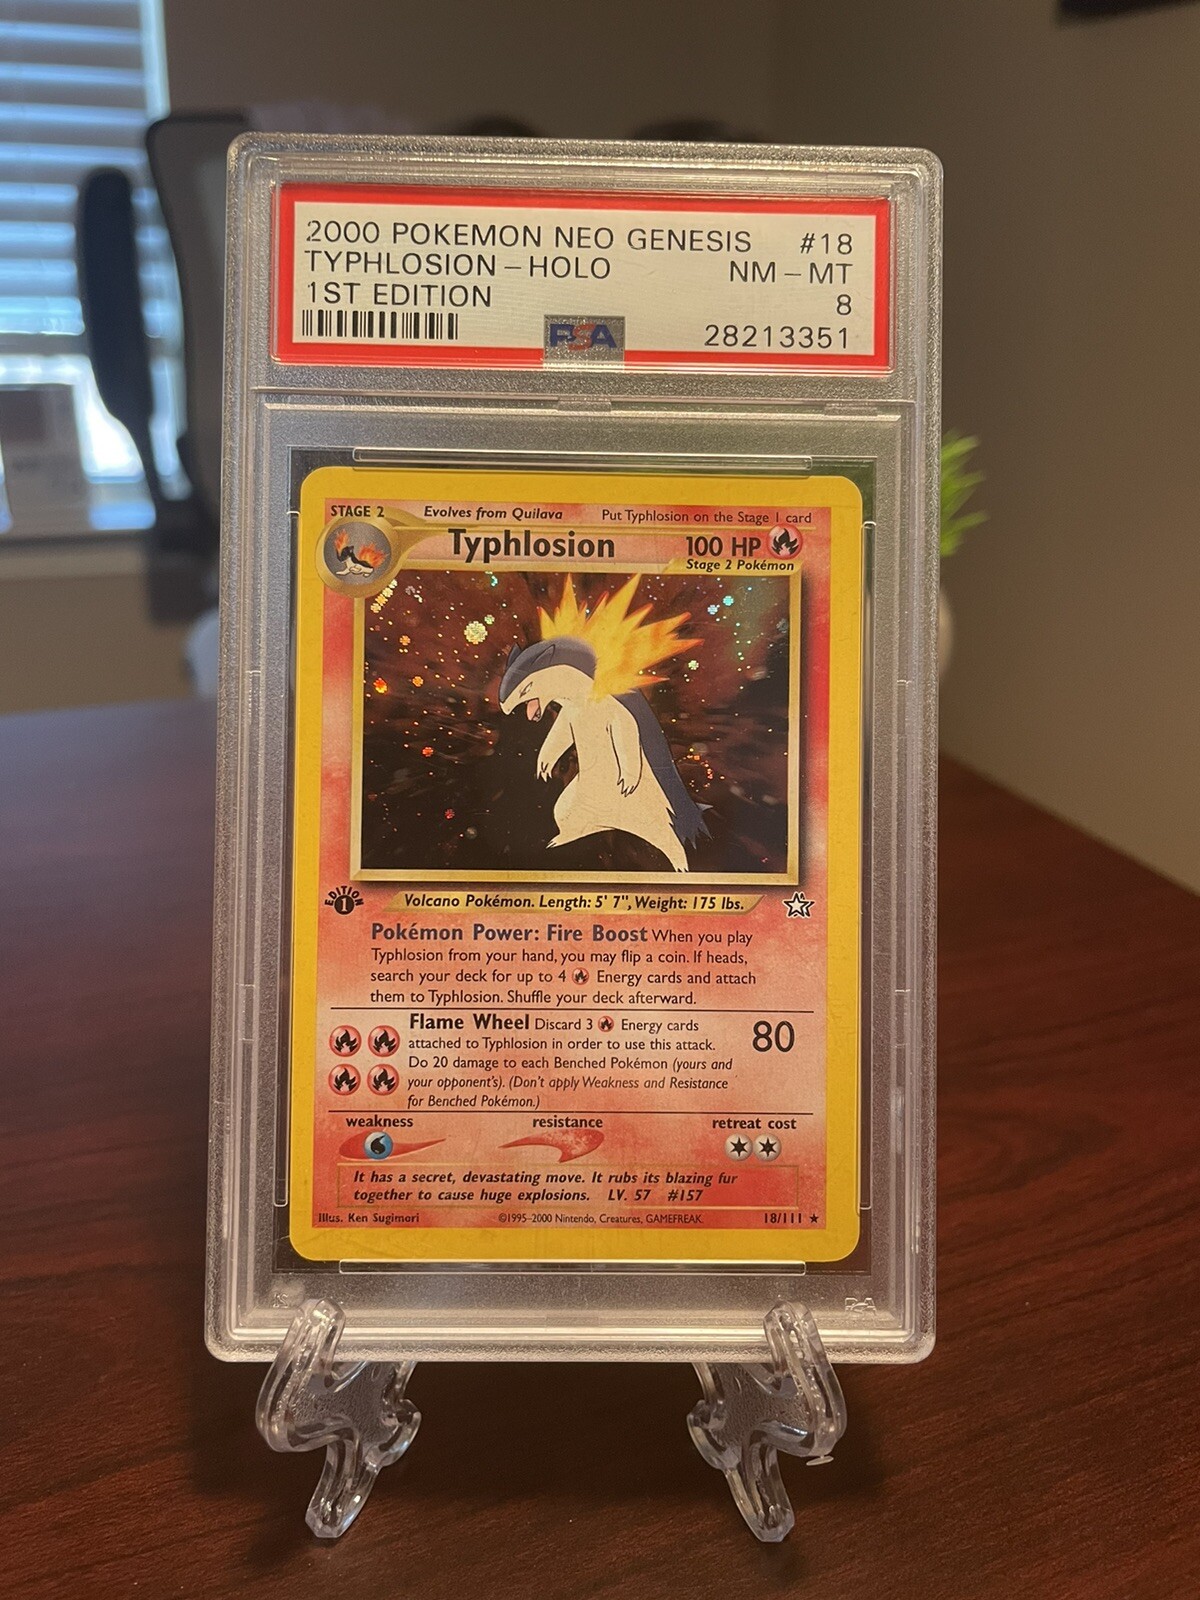 2000 POKEMON NEO GENESIS #18
TYPHLOSION - HOLO NM - MT
1ST EDITION 8
PSA 28213351
STAGE 2 Evolves from Quilava Put Typhlosion on the Stage 1 card
Typhlosion 100 HP
Stage 2 Pokémon
EDITION 1
Volcano Pokémon. Length: 5' 7", Weight: 175 lbs.
Pokémon Power: Fire Boost When you play
Typhlosion from your hand, you may flip a coin. If heads,
search your deck for up to 4 Energy cards and attach
them to Typhlosion. Shuffle your deck afterward.
Flame Wheel Discard 3 Energy cards
attached to Typhlosion in order to use this attack. 80
Do 20 damage to each Benched Pokémon (yours and
your opponent's). (Don't apply Weakness and Resistance
for Benched Pokémon.)
weakness resistance retreat cost
It has a secret, devastating move. It rubs its blazing fur
together to cause huge explosions. LV. 57 #157
Illus. Ken Sugimori ©1995-2000 Nintendo, Creatures, GAMEFREAK. 18/111 ★
PSA